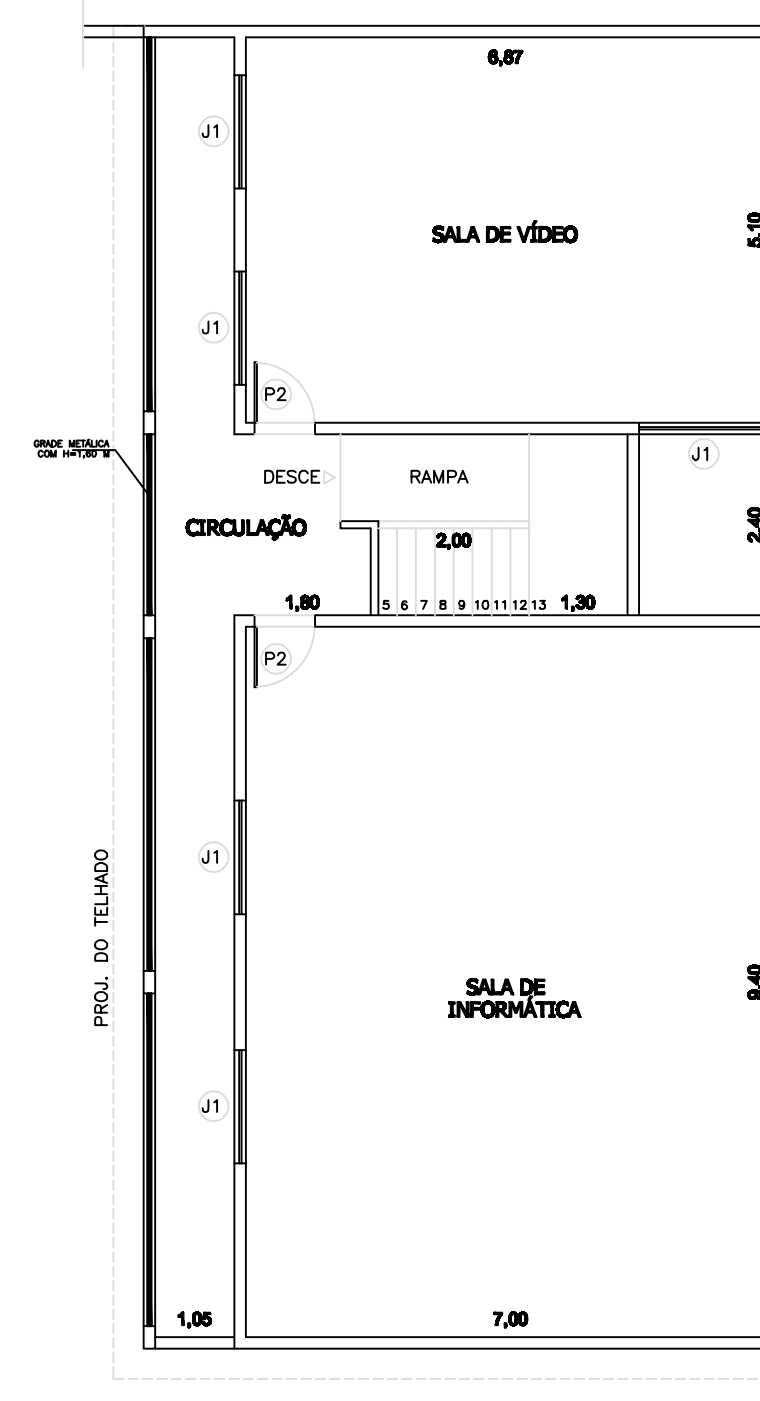 6,87
J1
SALA DE VÍDEO
5,10
J1
P2
GRADE METÁLICA
COM H=1,60 M
J1
DESCE
RAMPA
CIRCULAÇÃO
2,00
2,40
1,80
5 6 7 8 9 10 11 12 13
1,30
P2
J1
PROJ. DO TELHADO
SALA DE
INFORMÁTICA
9,40
J1
1,05
7,00